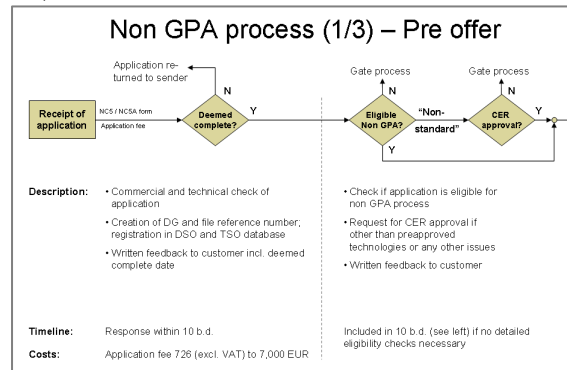 Non GPA process (1/3) – Pre offer
Application re-
turned to sender
Gate process
Gate process
N
N
N
Receipt of
application
NC5 / NC5A form
Application fee
Deemed
complete?
Y
Eligible
Non GPA?
"Non-
standard"
CER
approval?
Y
Y
Description:
• Commercial and technical check of
application
• Creation of DG and file reference number;
registration in DSO and TSO database
• Written feedback to customer incl. deemed
complete date
• Check if application is eligible for
non GPA process
• Request for CER approval if
other than preapproved
technologies or any other issues
• Written feedback to customer
Timeline:
Response within 10 b.d.
Included in 10 b.d. (see left) if no detailed
eligibility checks necessary
Costs:
Application fee 726 (excl. VAT) to 7,000 EUR